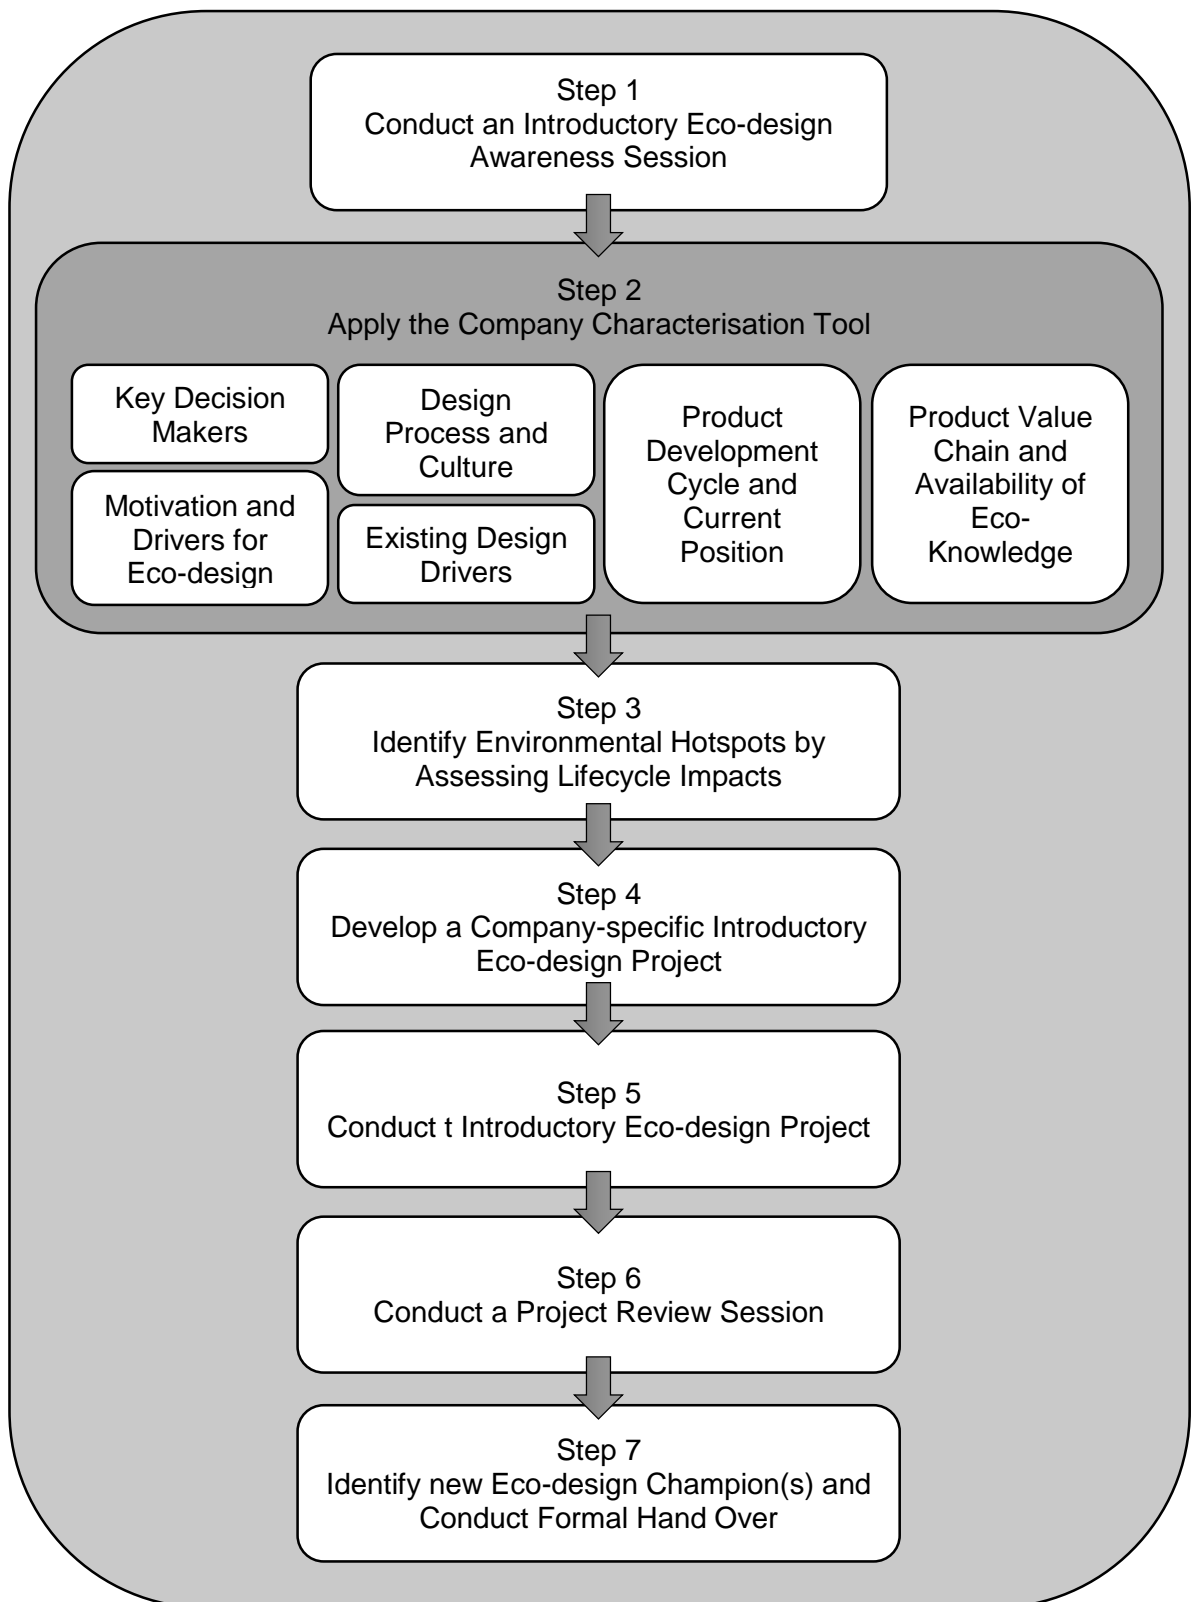 Step 1
Conduct an Introductory Eco-design
Awareness Session
Step 2
Apply the Company Characterisation Tool
Key Decision
Makers
Motivation and
Drivers for
Eco-design
Design
Process and
Culture
Existing Design
Drivers
Product
Development
Cycle and
Current
Position
Product Value
Chain and
Availability of
Eco-
Knowledge
Step 3
Identify Environmental Hotspots by
Assessing Lifecycle Impacts
Step 4
Develop a Company-specific Introductory
Eco-design Project
Step 5
Conduct t Introductory Eco-design Project
Step 6
Conduct a Project Review Session
Step 7
Identify new Eco-design Champion(s) and
Conduct Formal Hand Over